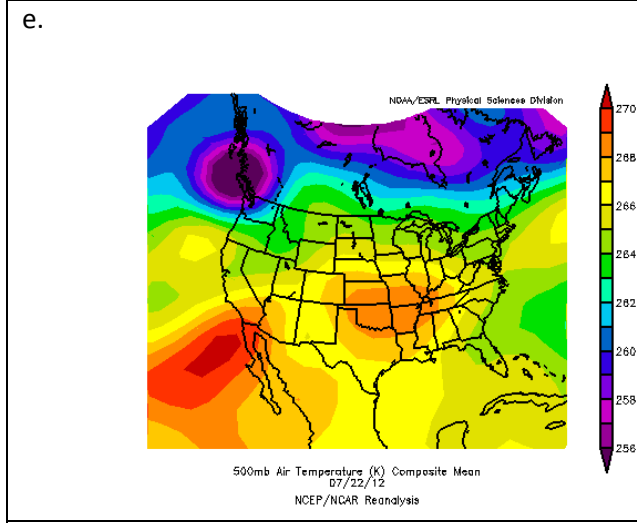 e.
NOAA/ESRL Physical Sciences Division
270
268
266
264
262
260
258
256
500mb Air Temperature (K) Composite Mean
07/22/12
NCEP/NCAR Reanalysis